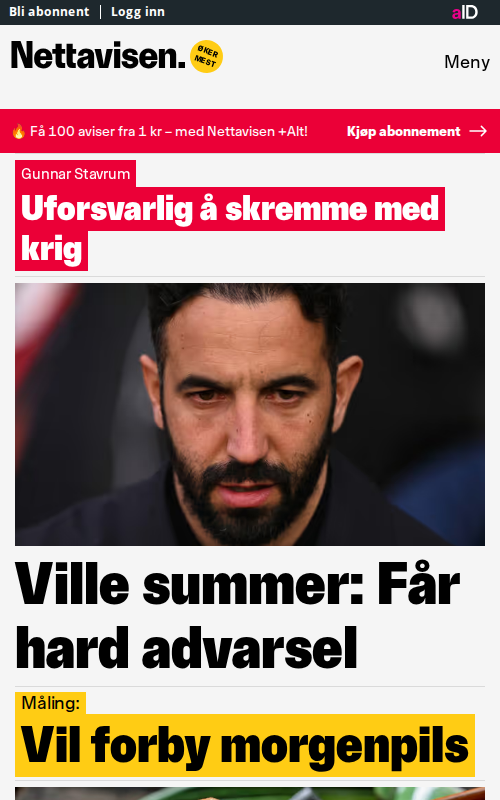 Bli abonnent | Logg inn
aID
Nettavisen.
ØKER
MEST
Meny
🔥 Få 100 aviser fra 1 kr – med Nettavisen +Alt!
Kjøp abonnement →
Gunnar Stavrum
Uforsvarlig å skremme med
krig
Ville summer: Får
hard advarsel
Måling:
Vil forby morgenpils